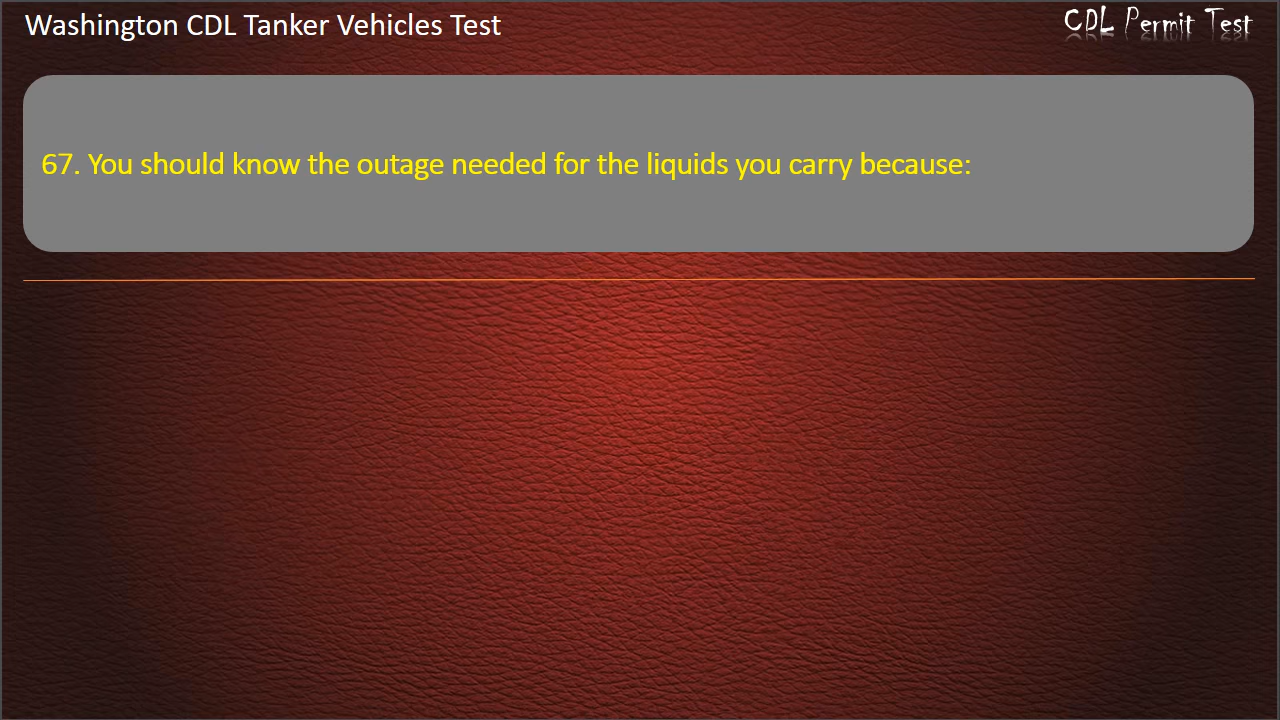 Washington CDL Tanker Vehicles Test
CDL Permit Test
67. You should know the outage needed for the liquids you carry because: